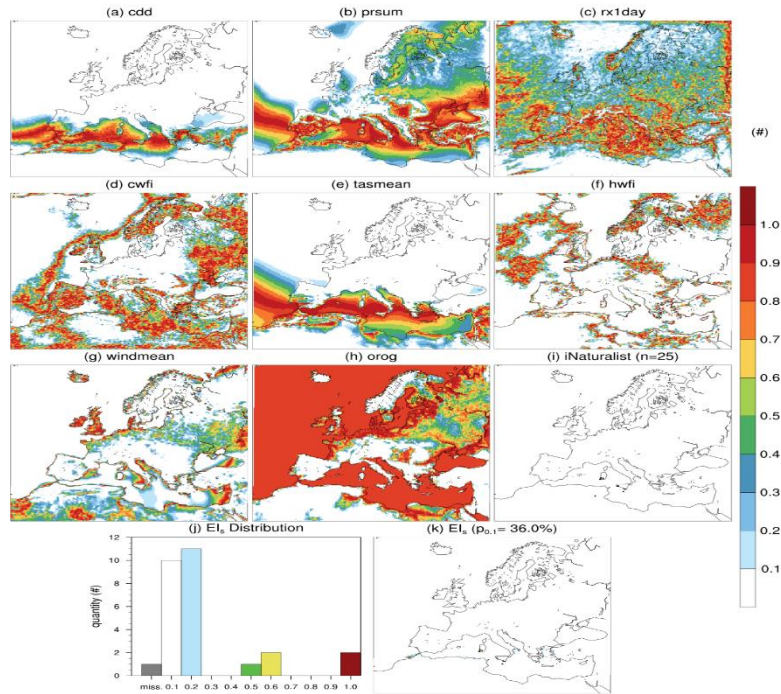 (a) cdd
(b) prsum
(c) rx1day
(#)
(d) cwfi
(e) tasmean
(f) hwfi
1.0
0.9
0.8
0.7
0.6
0.5
0.4
0.3
0.2
0.1
(g) windmean
(h) orog
(i) iNaturalist (n=25)
(j) EIs Distribution
(k) EIs (p0.1= 36.0%)
12
10
8
6
4
2
0
quantity (#)
miss. 0.1 0.2 0.3 0.4 0.5 0.6 0.7 0.8 0.9 1.0